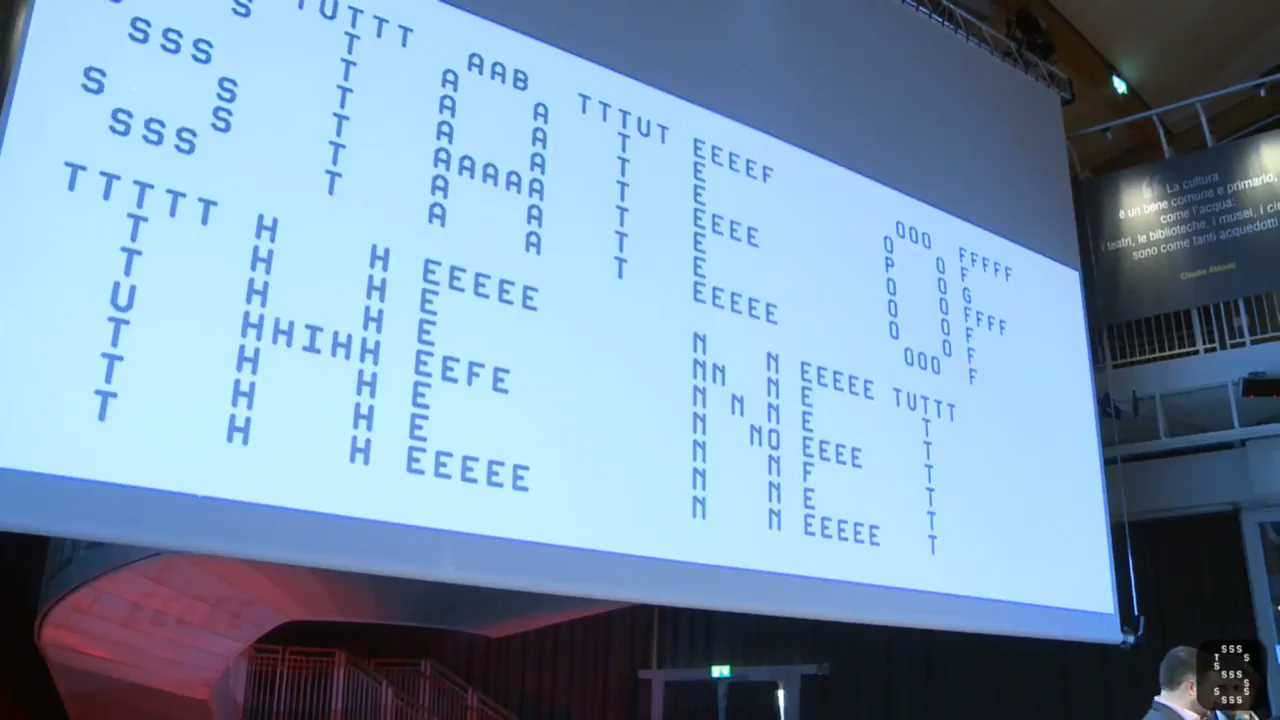 STATE OF
THE NET
La cultura
è un bene comune e primario,
come l'acqua:
i teatri, le biblioteche, i musei, i
sono come tanti acquedotti
Claudio Abbado
S